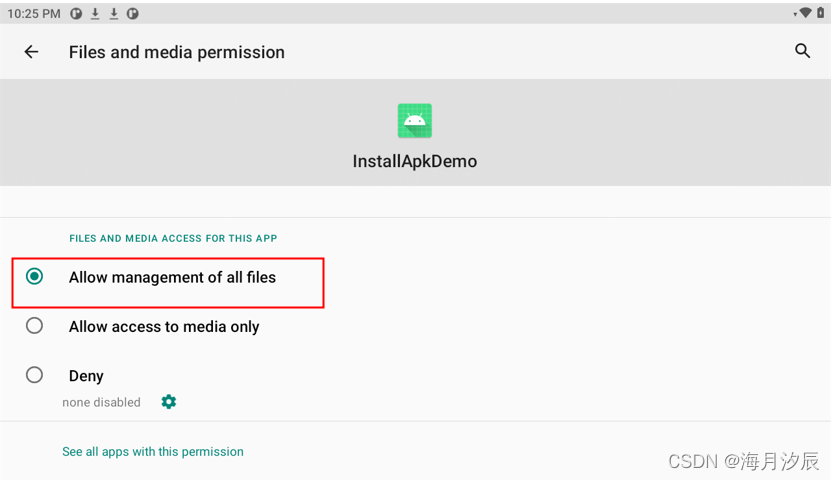 10:25 PM
Files and media permission
InstallApkDemo
FILES AND MEDIA ACCESS FOR THIS APP
Allow management of all files
Allow access to media only
Deny
none disabled
See all apps with this permission
CSDN @海月汐辰